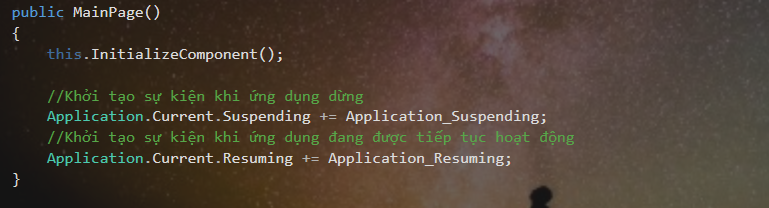 public MainPage()
{
this.InitializeComponent();
//Khởi tạo sự kiện khi ứng dụng dừng
Application.Current.Suspending += Application_Suspending;
//Khởi tạo sự kiện khi ứng dụng đang được tiếp tục hoạt động
Application.Current.Resuming += Application_Resuming;
}